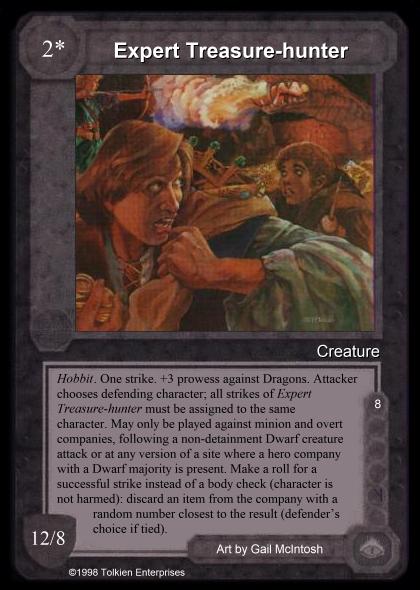 2*
Expert Treasure-hunter
Creature
Hobbit. One strike. +3 prowess against Dragons. Attacker
chooses defending character; all strikes of Expert
Treasure-hunter must be assigned to the same
character. May only be played against minion and overt
companies, following a non-detainment Dwarf creature
attack or at any version of a site where a hero company
with a Dwarf majority is present. Make a roll for a
successful strike instead of a body check (character is
not harmed): discard an item from the company with a
random number closest to the result (defender's
choice if tied).
8
12/8
Art by Gail McIntosh
©1998 Tolkien Enterprises